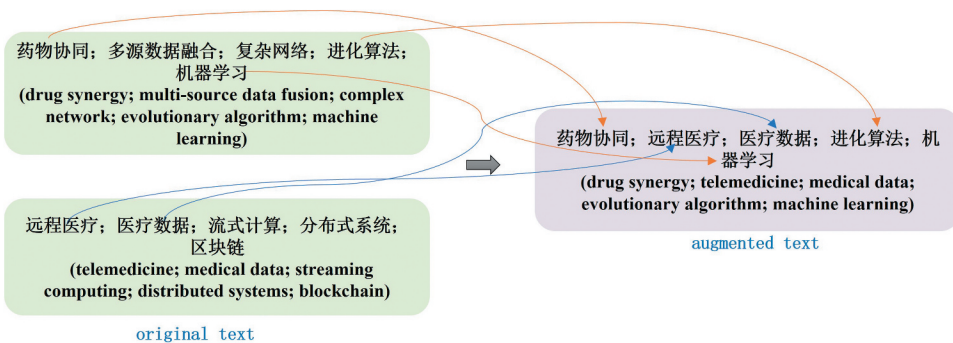 药物协同；多源数据融合；复杂网络；进化算法；
机器学习
(drug synergy; multi-source data fusion; complex
network; evolutionary algorithm; machine
learning)
远程医疗；医疗数据；流式计算；分布式系统；
区块链
(telemedicine; medical data; streaming
computing; distributed systems; blockchain)
original text
药物协同；远程医疗；医疗数据；进化算法；机
器学习
(drug synergy; telemedicine; medical data;
evolutionary algorithm; machine learning)
augmented text